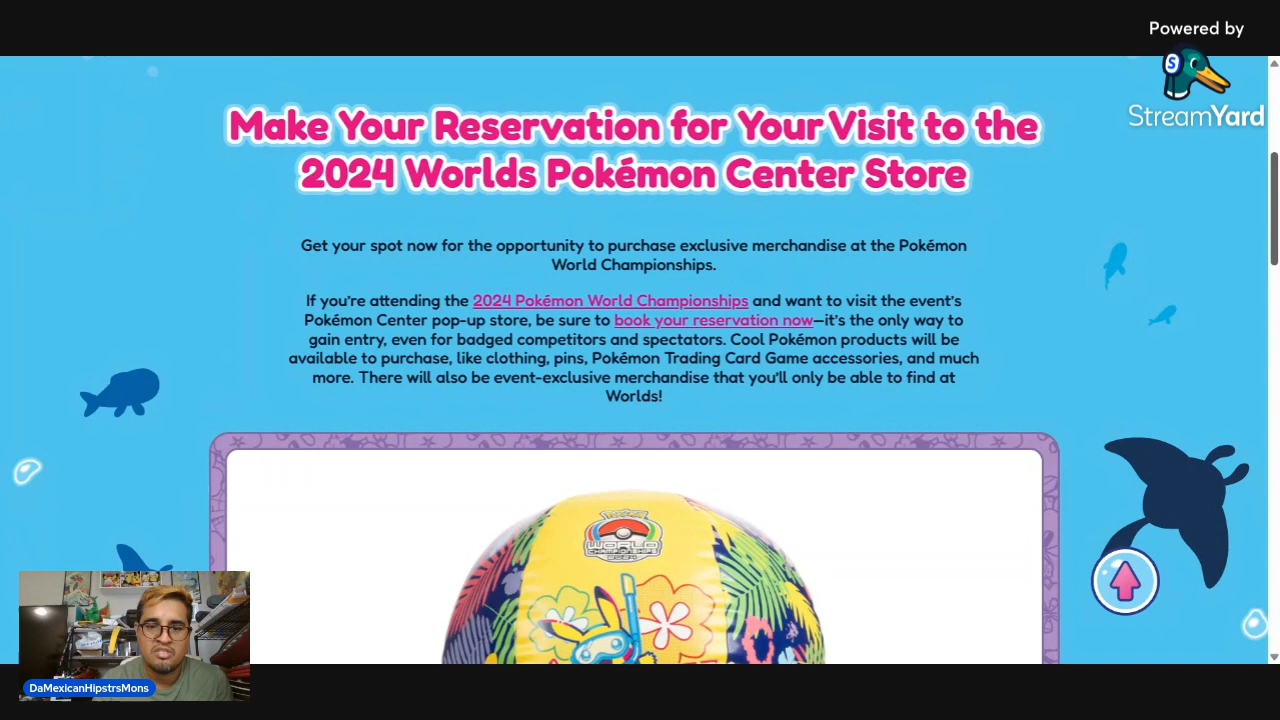 Powered by
StreamYard
Make Your Reservation for Your Visit to the
2024 Worlds Pokémon Center Store
Get your spot now for the opportunity to purchase exclusive merchandise at the Pokémon
World Championships.
If you're attending the 2024 Pokémon World Championships and want to visit the event's
Pokémon Center pop-up store, be sure to book your reservation now—it's the only way to
gain entry, even for badged competitors and spectators. Cool Pokémon products will be
available to purchase, like clothing, pins, Pokémon Trading Card Game accessories, and much
more. There will also be event-exclusive merchandise that you'll only be able to find at
Worlds!
WORLD
CHAMPIONSHIPS
2024
DaMexicanHipstrsMons